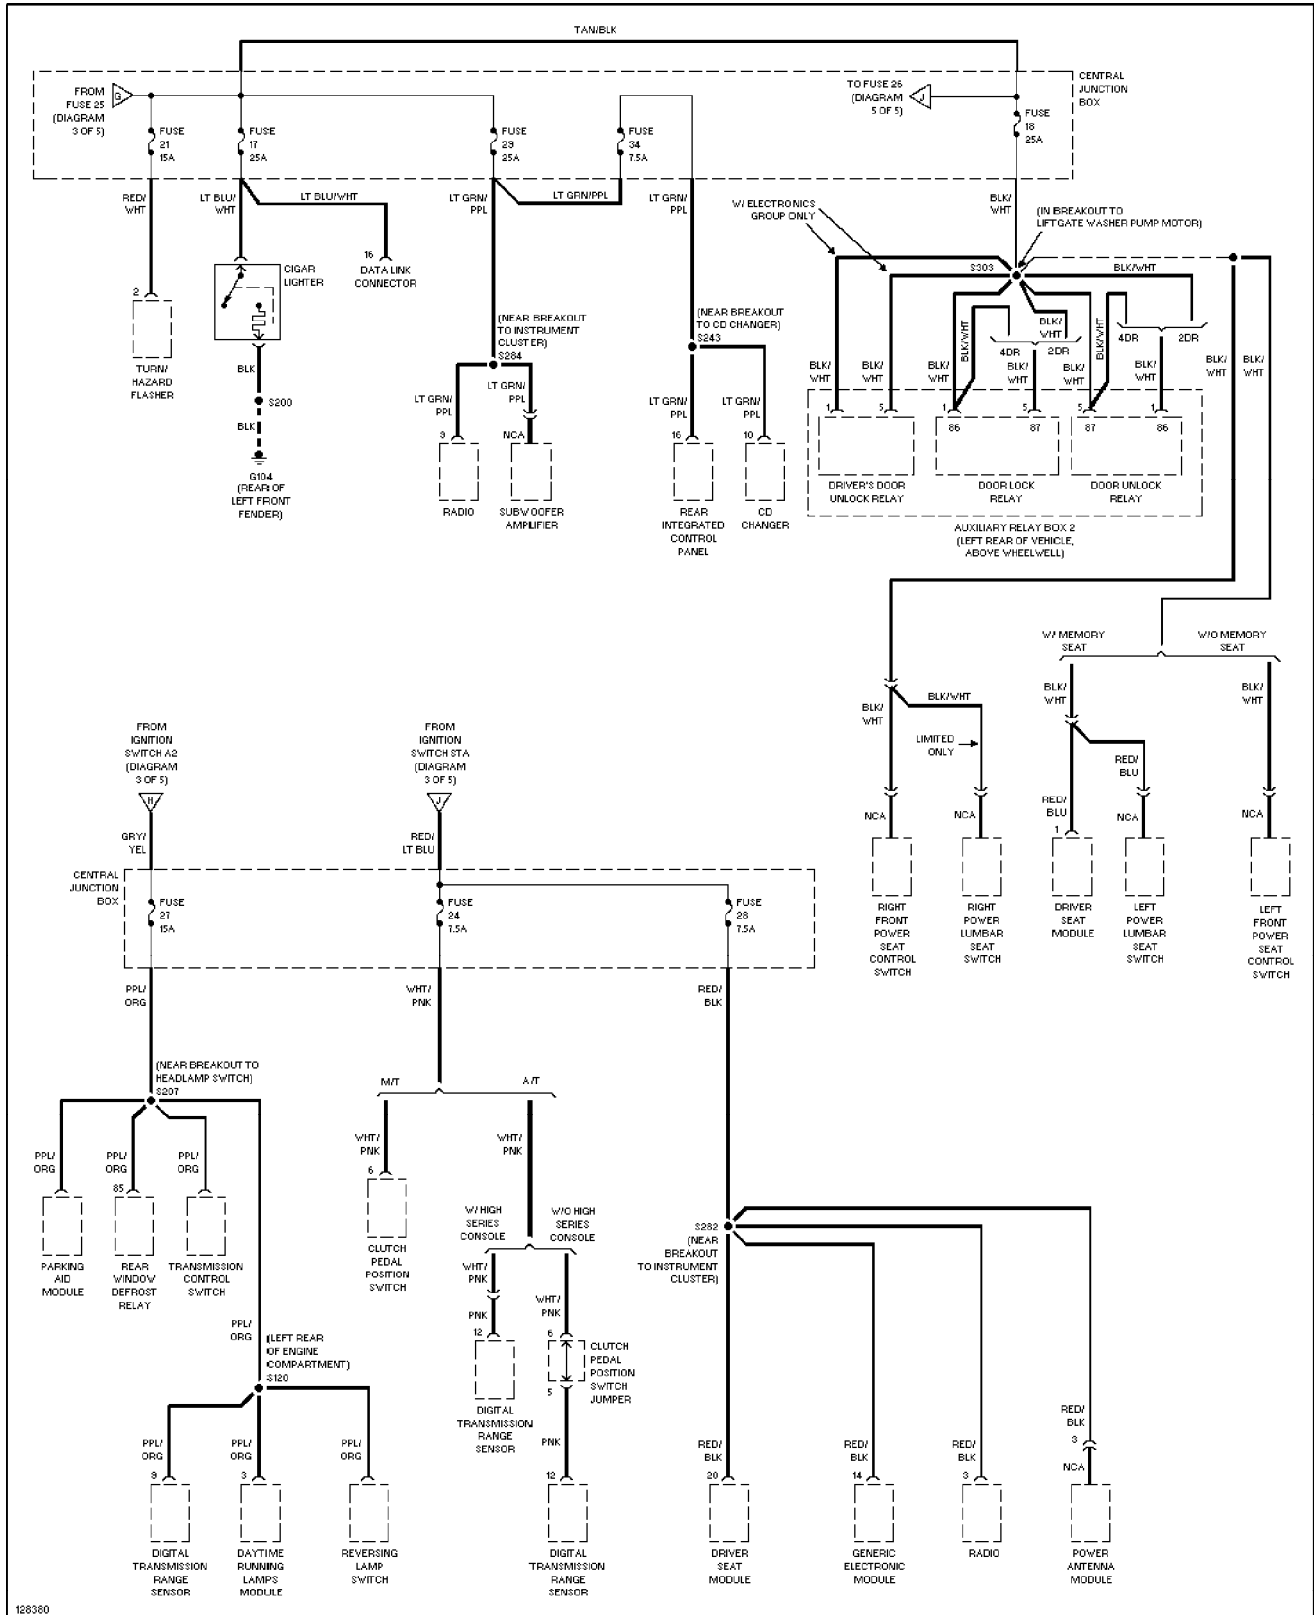 TAN/BLK
FROM
FUSE 25
(DIAGRAM
3 OF 5)
G
FUSE
21
15A
FUSE
17
25A
FUSE
29
25A
FUSE
34
7.5A
TO FUSE 26
(DIAGRAM
5 OF 5)
J
FUSE
18
25A
CENTRAL
JUNCTION
BOX
RED/
WHT
LT BLU/
WHT
LT BLU/WHT
LT GRN/
PPL
LT GRN/PPL
LT GRN/
PPL
W/ ELECTRONICS
GROUP ONLY
BLK/
WHT
(IN BREAKOUT TO
LIFTGATE WASHER PUMP MOTOR)
2
TURN/
HAZARD
FLASHER
CIGAR
LIGHTER
16
DATA LINK
CONNECTOR
BLK
S200
BLK
G104
(REAR OF
LEFT FRONT
FENDER)
(NEAR BREAKOUT
TO INSTRUMENT
CLUSTER)
S284
LT GRN/
PPL
LT GRN/
PPL
9
NCA
RADIO
SUBWOOFER
AMPLIFIER
(NEAR BREAKOUT
TO CD CHANGER)
S243
LT GRN/
PPL
LT GRN/
PPL
16
10
REAR
INTEGRATED
CONTROL
PANEL
CD
CHANGER
S303
BLK/WHT
BLK/WHT
BLK/
WHT
4DR
2DR
BLK/WHT
4DR
2DR
BLK/
WHT
BLK/
WHT
BLK/
WHT
BLK/
WHT
BLK/
WHT
BLK/
WHT
BLK/
WHT
BLK/
WHT
1
5
1
5
5
1
86
87
87
86
DRIVER'S DOOR
UNLOCK RELAY
DOOR LOCK
RELAY
DOOR UNLOCK
RELAY
AUXILIARY RELAY BOX 2
(LEFT REAR OF VEHICLE,
ABOVE WHEELWELL)
W/ MEMORY
SEAT
W/O MEMORY
SEAT
BLK/
WHT
BLK/WHT
BLK/
WHT
BLK/
WHT
LIMITED
ONLY
RED/
BLU
RED/
BLU
NCA
NCA
1
NCA
NCA
RIGHT
FRONT
POWER
SEAT
CONTROL
SWITCH
RIGHT
POWER
LUMBAR SEAT
SWITCH
DRIVER
SEAT
MODULE
LEFT
POWER
LUMBAR SEAT
SWITCH
LEFT
FRONT
POWER
SEAT
CONTROL
SWITCH
FROM
IGNITION
SWITCH A2
(DIAGRAM
3 OF 5)
H
GRY/
YEL
FROM
IGNITION
SWITCH STA
(DIAGRAM
3 OF 5)
J
RED/
LT BLU
CENTRAL
JUNCTION
BOX
FUSE
27
15A
FUSE
24
7.5A
FUSE
28
7.5A
PPL/
ORG
WHT/
PNK
RED/
BLK
(NEAR BREAKOUT TO
HEADLAMP SWITCH)
S207
PPL/
ORG
PPL/
ORG
PPL/
ORG
85
PARKING
AID
MODULE
REAR
WINDOW
DEFROST
RELAY
TRANSMISSION
CONTROL
SWITCH
M/T
A/T
WHT/
PNK
WHT/
PNK
6
CLUTCH
PEDAL
POSITION
SWITCH
W/ HIGH
SERIES
CONSOLE
W/O HIGH
SERIES
CONSOLE
WHT/
PNK
WHT/
PNK
PNK
12
6
CLUTCH
PEDAL
POSITION
SWITCH
JUMPER
5
DIGITAL
TRANSMISSION
RANGE
SENSOR
PNK
12
DIGITAL
TRANSMISSION
RANGE
SENSOR
S282
(NEAR
BREAKOUT
TO INSTRUMENT
CLUSTER)
PPL/
ORG
(LEFT REAR
OF ENGINE
COMPARTMENT)
S120
PPL/
ORG
PPL/
ORG
PPL/
ORG
9
3
DIGITAL
TRANSMISSION
RANGE
SENSOR
DAYTIME
RUNNING
LAMPS
MODULE
REVERSING
LAMP
SWITCH
RED/
BLK
RED/
BLK
RED/
BLK
RED/
BLK
20
14
3
3
NCA
DRIVER
SEAT
MODULE
GENERIC
ELECTRONIC
MODULE
RADIO
POWER
ANTENNA
MODULE
128380